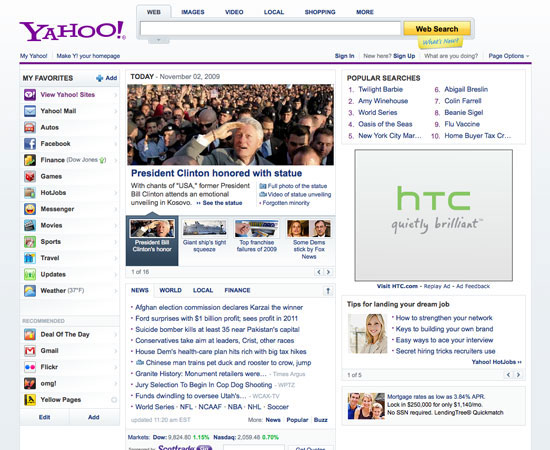 YAHOO!
WEB IMAGES VIDEO LOCAL SHOPPING MORE
Web Search
What's New?
My Yahoo! Make Y! your homepage
Sign In New here? Sign Up What are you doing? Page Options
MY FAVORITES Add
View Yahoo! Sites
Yahoo! Mail
Autos
Facebook
Finance (Dow Jones)
Games
HotJobs
Messenger
Movies
Sports
Travel
Updates
Weather (37°F)
RECOMMENDED
Deal Of The Day
Gmail
Flickr
omg!
Yellow Pages
Edit Add
TODAY - November 02, 2009
President Clinton honored with statue
With chants of "USA," former President
Bill Clinton attends an emotional
unveiling in Kosovo. ›› See the statue
Full photo of the statue
Video of statue unveiling
• Forgotten minority
President Bill Clinton's honor
Giant ship's tight squeeze
Top franchise failures of 2009
Some Dems stick by Fox News
1 of 16
NEWS WORLD LOCAL FINANCE
• Afghan election commission declares Karzai the winner
• Ford surprises with $1 billion profit; sees profit in 2011
• Suicide bomber kills at least 35 near Pakistan's capital
• Conservatives take aim at leaders, Crist, other races
• House Dem's health-care plan hits rich with big tax hikes
• Chinese man trains pet duck and rooster to crow, jump
• Granite History: Monument retailers were... - Times Argus
• Jury Selection To Begin In Cop Dog Shooting - WPTZ
• Funds dwindling to oversee Utah's... - WCAX-TV
• World Series • NFL • NCAAF • NBA • NHL • Soccer
updated 11:20 am EST
More: News Popular Buzz
Markets: Dow: 9,824.80 1.15% Nasdaq: 2,059.48 0.70%
Sponsored by Scottrade Get Quotes
POPULAR SEARCHES
1. Twilight Barbie
2. Amy Winehouse
3. World Series
4. Oasis of the Seas
5. New York City Mar...
6. Abigail Breslin
7. Colin Farrell
8. Beanie Sigel
9. Flu Vaccine
10. Home Buyer Tax Cr...
hTC
quietly brilliant™
Visit HTC.com - Replay Ad - Ad Feedback
Tips for landing your dream job
• How to strengthen your network
• Keys to building your own brand
• Easy ways to ace your interview
• Secret hiring tricks recruiters use
Yahoo! HotJobs ››
1 of 5
Mortgage rates as low as 3.84% APR.
Lock in $250,000 for only $1,140/mo.
No SSN required. LendingTree® Quickmatch